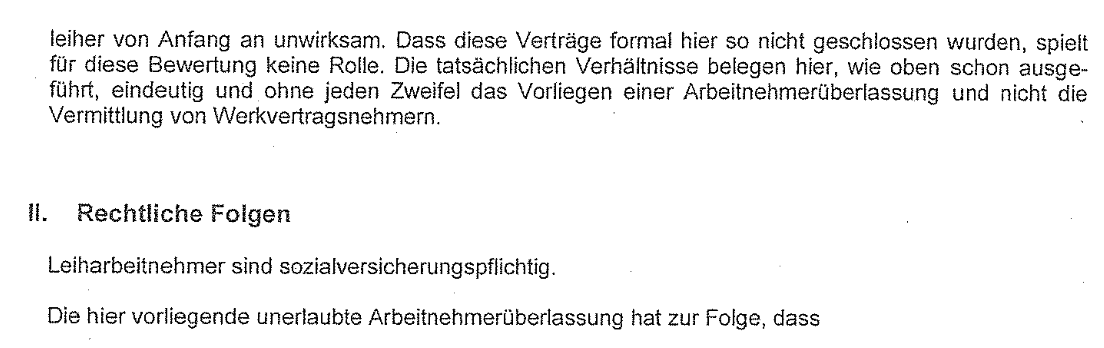 leiher von Anfang an unwirksam. Dass diese Verträge formal hier so nicht geschlossen wurden, spielt
für diese Bewertung keine Rolle. Die tatsächlichen Verhältnisse belegen hier, wie oben schon ausge-
führt, eindeutig und ohne jeden Zweifel das Vorliegen einer Arbeitnehmerüberlassung und nicht die
Vermittlung von Werkvertragsnehmern.
II. Rechtliche Folgen
Leiharbeitnehmer sind sozialversicherungspflichtig.
Die hier vorliegende unerlaubte Arbeitnehmerüberlassung hat zur Folge, dass